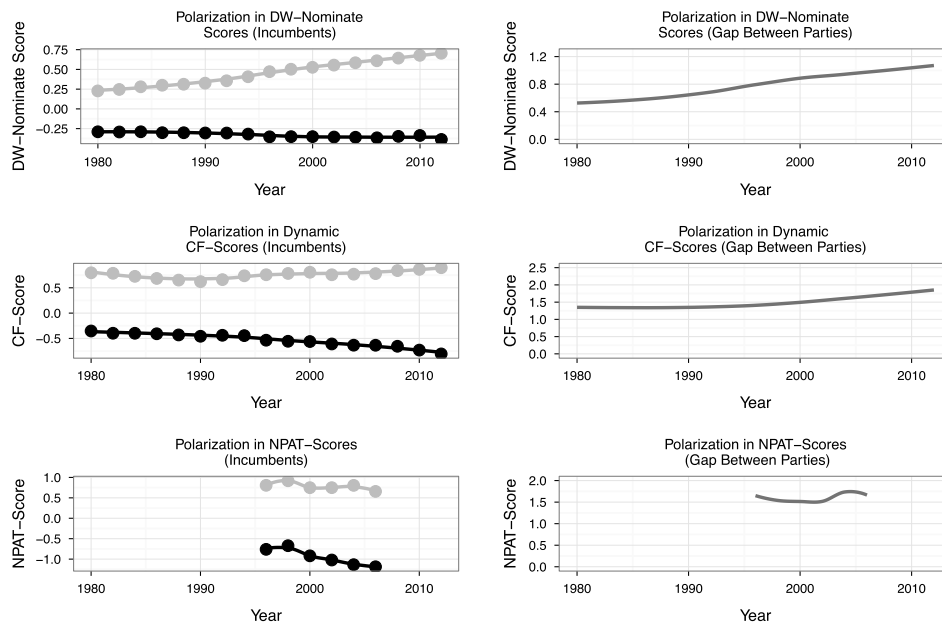 Polarization in DW−Nominate
Scores (Incumbents)
DW−Nominate Score
0.75
0.50
0.25
0.00
−0.25
1980
1990
2000
2010
Year
Polarization in DW−Nominate
Scores (Gap Between Parties)
DW−Nominate Score
1.2
0.8
0.4
0.0
1980
1990
2000
2010
Year
Polarization in Dynamic
CF−Scores (Incumbents)
CF−Score
0.5
0.0
−0.5
1980
1990
2000
2010
Year
Polarization in Dynamic
CF−Scores (Gap Between Parties)
CF−Score
2.5
2.0
1.5
1.0
0.5
0.0
1980
1990
2000
2010
Year
Polarization in NPAT−Scores
(Incumbents)
NPAT−Score
1.0
0.5
0.0
−0.5
−1.0
1980
1990
2000
2010
Year
Polarization in NPAT−Scores
(Gap Between Parties)
NPAT−Score
2.0
1.5
1.0
0.5
0.0
1980
1990
2000
2010
Year